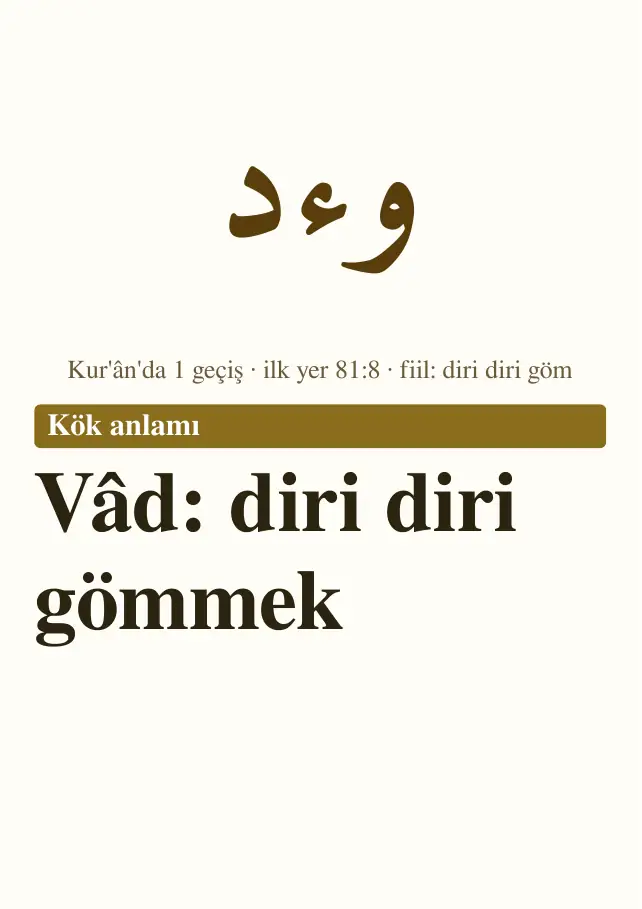 وءد
Kur'ân'da 1 geçiş · ilk yer 81:8 · fiil: diri diri göm
Kök anlamı
Vâd: diri diri
gömmek